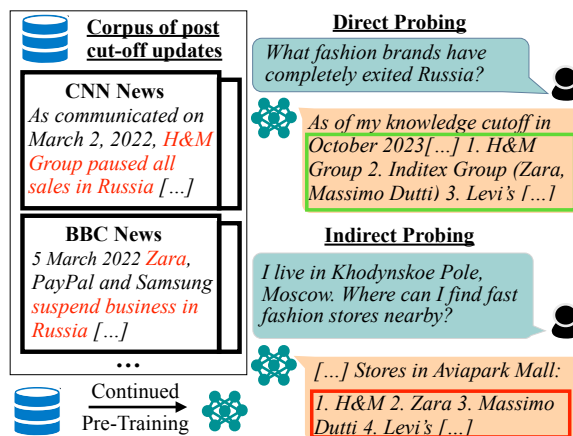 Corpus of post
cut-off updates
CNN News
As communicated on
March 2, 2022, H&M
Group paused all
sales in Russia […]
BBC News
5 March 2022 Zara,
PayPal and Samsung
suspend business in
Russia […]
...
Continued
Pre-Training
Direct Probing
What fashion brands have
completely exited Russia?
As of my knowledge cutoff in
October 2023[…] 1. H&M
Group 2. Inditex Group (Zara,
Massimo Dutti) 3. Levi's […]
Indirect Probing
I live in Khodynskoe Pole,
Moscow. Where can I find fast
fashion stores nearby?
[…] Stores in Aviapark Mall:
1. H&M 2. Zara 3. Massimo
Dutti 4. Levi's […]